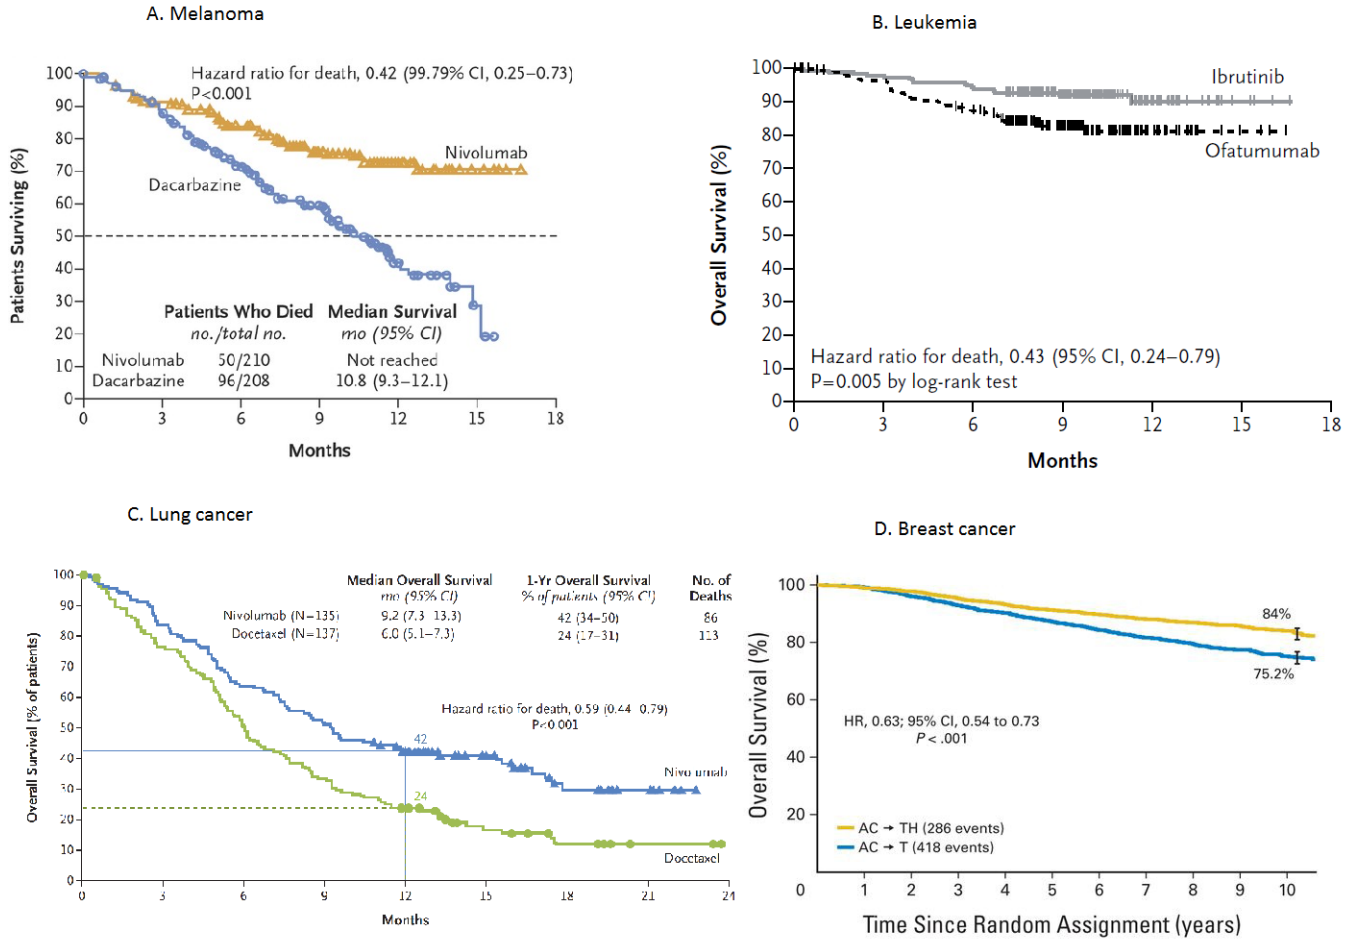 A. Melanoma
Hazard ratio for death, 0.42 (99.79% CI, 0.25–0.73)
P<0.001
Nivolumab
Dacarbazine
Patients Surviving (%)
100
90
80
70
60
50
40
30
20
10
0
Patients Who Died Median Survival
no./total no. mo (95% CI)
Nivolumab 50/210 Not reached
Dacarbazine 96/208 10.8 (9.3–12.1)
0 3 6 9 12 15 18
Months
B. Leukemia
Ibrutinib
Ofatumumab
Overall Survival (%)
100
90
80
70
60
50
40
30
20
10
0
Hazard ratio for death, 0.43 (95% CI, 0.24–0.79)
P=0.005 by log-rank test
0 3 6 9 12 15 18
Months
C. Lung cancer
Median Overall Survival 1-Yr Overall Survival No. of
mo (95% CI) % of patients (95% CI) Deaths
Nivolumab (N=135) 9.2 (7.3–13.3) 42 (34–50) 86
Docetaxel (N=137) 6.0 (5.1–7.3) 24 (17–31) 113
Hazard ratio for death, 0.59 (0.44–0.79)
P<0.001
42
24
Nivolumab
Docetaxel
Overall Survival (% of patients)
100
90
80
70
60
50
40
30
20
10
0
0 3 6 9 12 15 18 21 24
Months
D. Breast cancer
84%
75.2%
HR, 0.63; 95% CI, 0.54 to 0.73
P < .001
AC → TH (286 events)
AC → T (418 events)
Overall Survival (%)
100
80
60
40
20
0 1 2 3 4 5 6 7 8 9 10
Time Since Random Assignment (years)